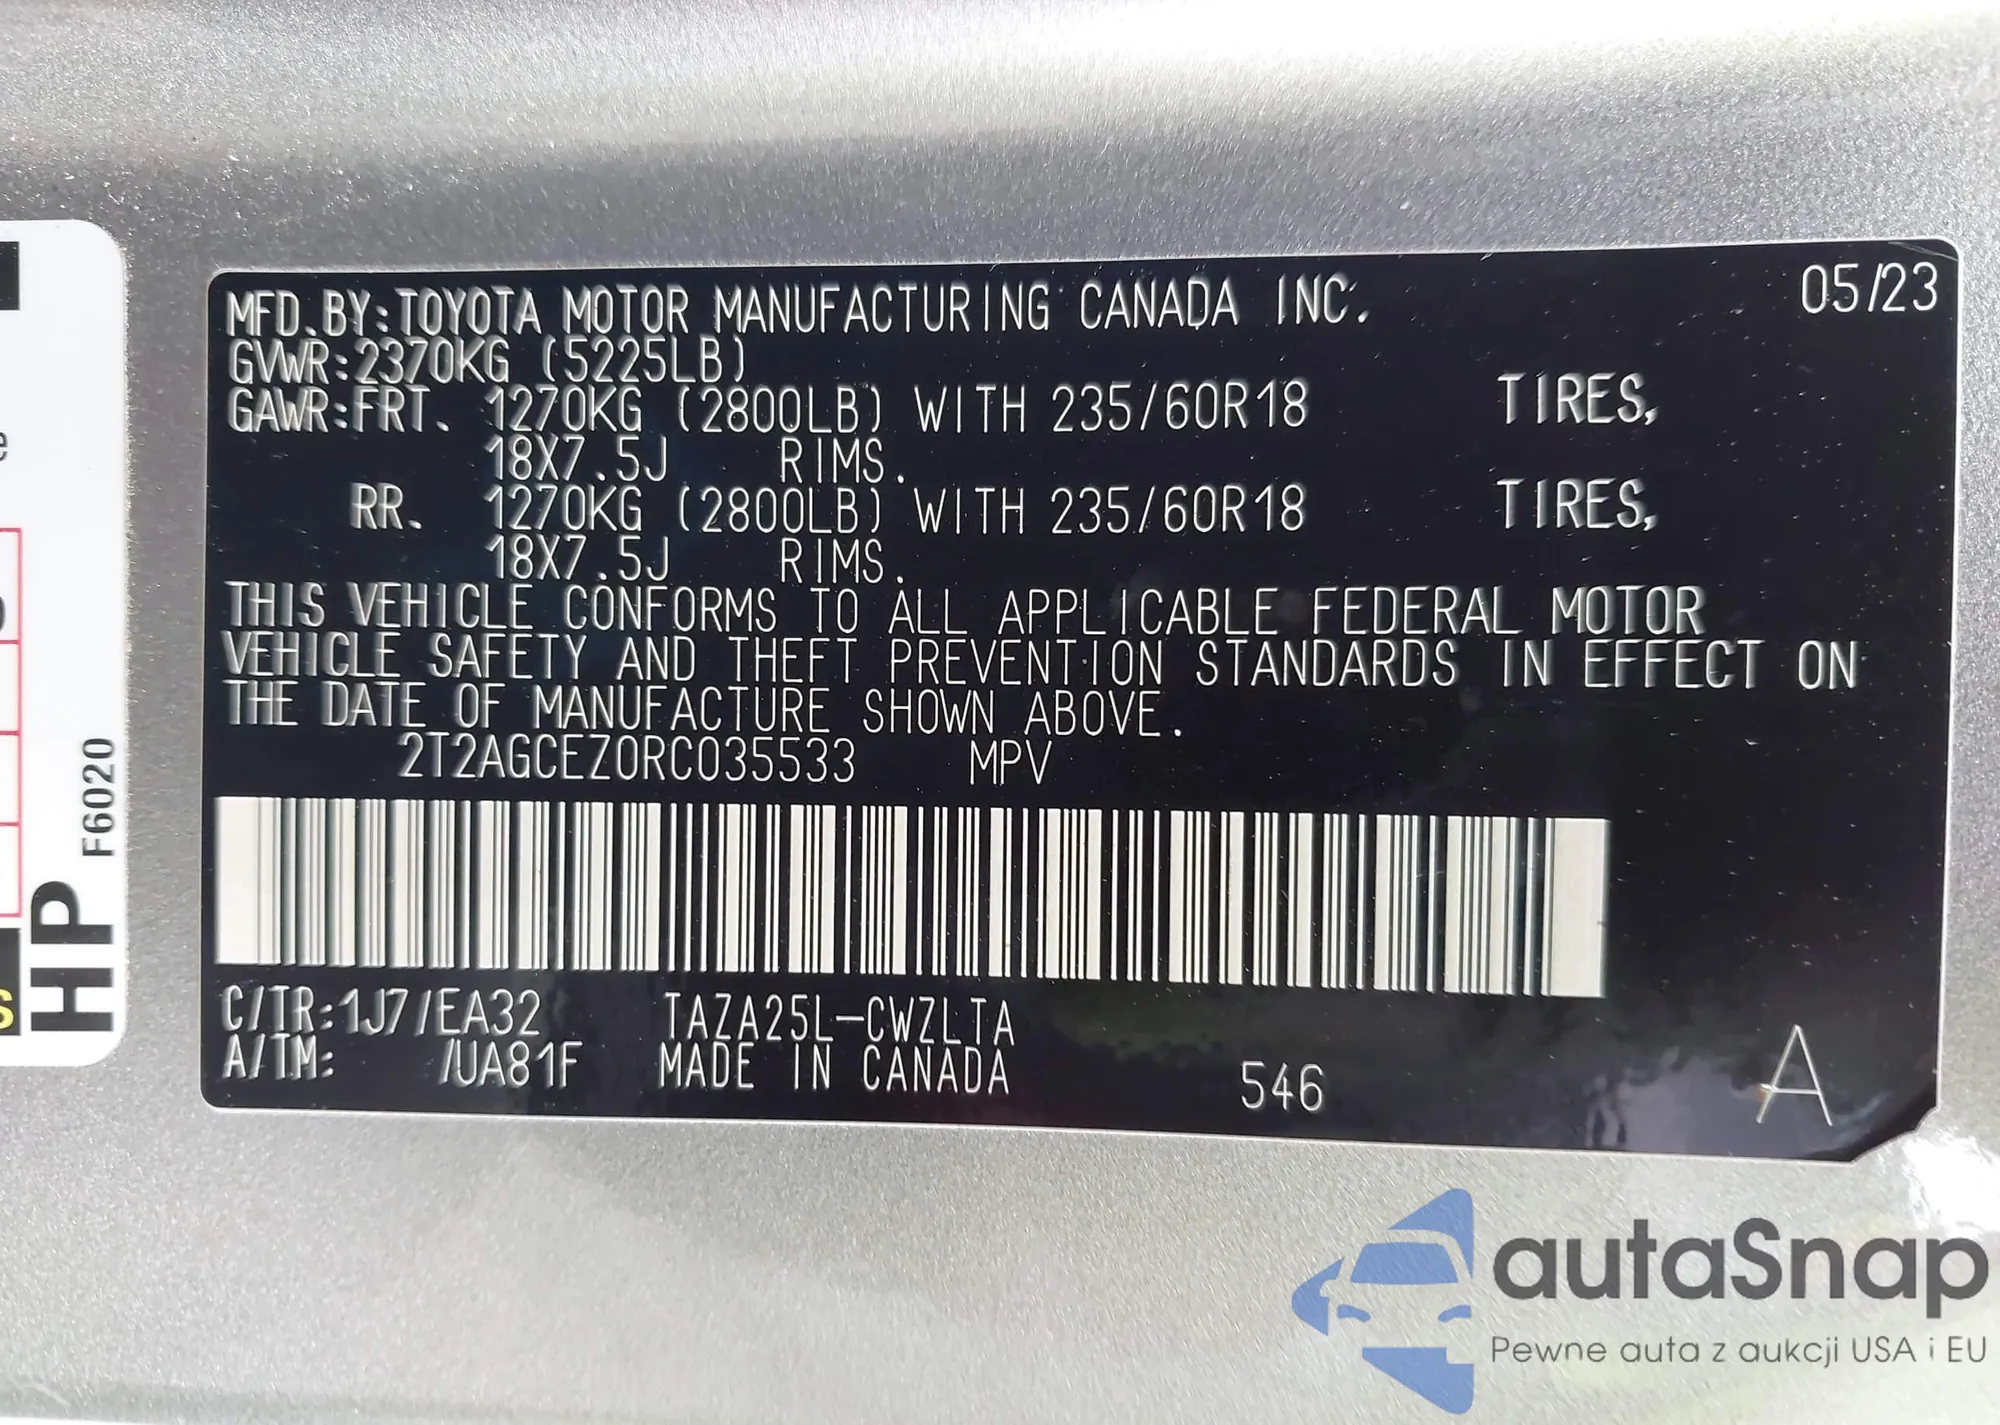 MFD.BY:TOYOTA MOTOR MANUFACTURING CANADA INC. 05/23
GVWR:2370KG (5225LB)
GAWR:FRT. 1270KG (2800LB) WITH 235/60R18 TIRES,
18X7.5J RIMS.
RR. 1270KG (2800LB) WITH 235/60R18 TIRES,
18X7.5J RIMS.
THIS VEHICLE CONFORMS TO ALL APPLICABLE FEDERAL MOTOR
VEHICLE SAFETY AND THEFT PREVENTION STANDARDS IN EFFECT ON
THE DATE OF MANUFACTURE SHOWN ABOVE.
2T2AGCEZ0RC035533 MPV
C/TR:1J7/EA32 TAZA25L-CWZLTA
A/TM: /UA81F MADE IN CANADA
546
A
HP
F6020
S
autaSnap
Pewne auta z aukcji USA i EU